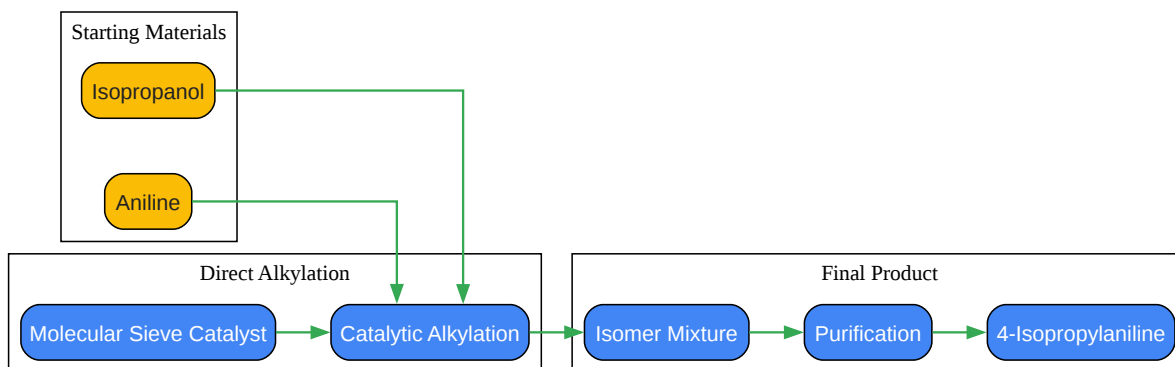 Starting Materials
Isopropanol
Aniline
Direct Alkylation
Molecular Sieve Catalyst
Catalytic Alkylation
Final Product
Isomer Mixture
Purification
4-Isopropylaniline